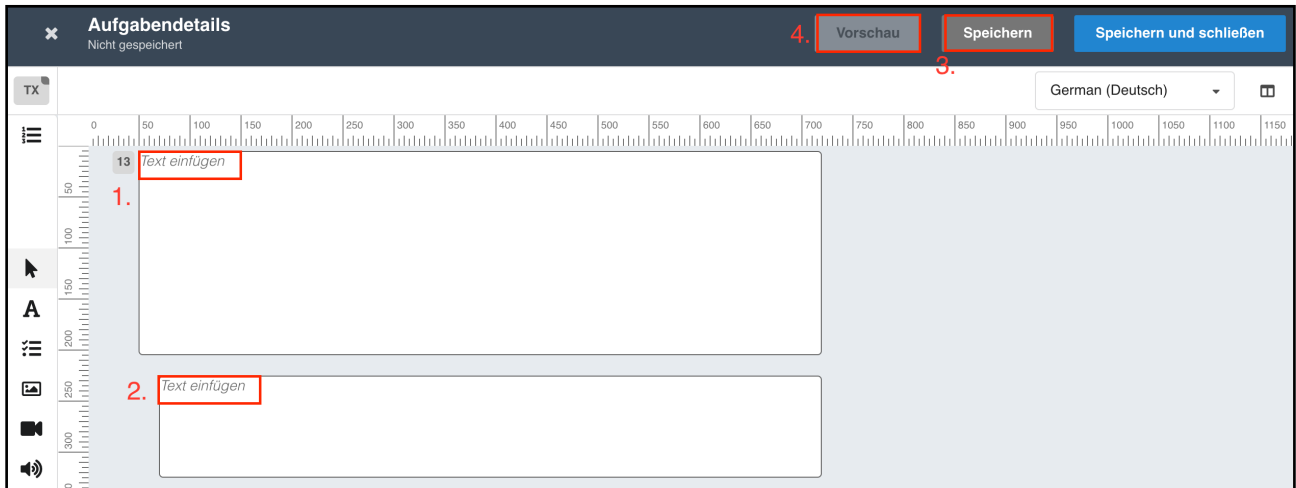 Aufgabendetails
Nicht gespeichert
4.
Vorschau
Speichern
Speichern und schließen
3.
TX
German (Deutsch)
0 50 100 150 200 250 300 350 400 450 500 550 600 650 700 750 800 850 900 950 1000 1050 1100 1150
13
Text einfügen
1.
50
100
150
200
2.
Text einfügen
250
300
A